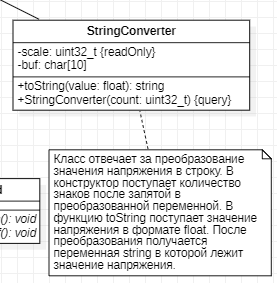 StringConverter
-scale: uint32_t {readOnly}
-buf: char[10]
+toString(value: float): string
+StringConverter(count: uint32_t) {query}
Класс отвечает за преобразование
значения напряжения в строку. В
конструктор поступает количество
знаков после запятой в
преобразованной переменной. В
функцию toString поступает значение
напряжения в формате float. После
преобразования получается
переменная string в которой лежит
значение напряжения.
d
(): void
f(): void